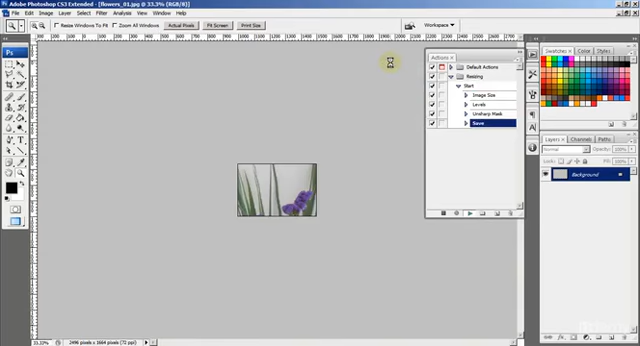 Adobe Photoshop CS3 Extended - [flowers_01.jpg @ 33.3% (RGB/8)]
File Edit Image Layer Select Filter Analysis View Window Help
Resize Windows To Fit Zoom All Windows Actual Pixels Fit Screen Print Size Workspace
Ps
Actions
Default Actions
Resizing
Start
Image Size
Levels
Unsharp Mask
Save
Swatches Color Styles
Layers Channels Paths
Normal Opacity: 100%
Lock: Fill: 100%
Background
33.33% 2496 pixels x 1664 pixels (72 ppi)